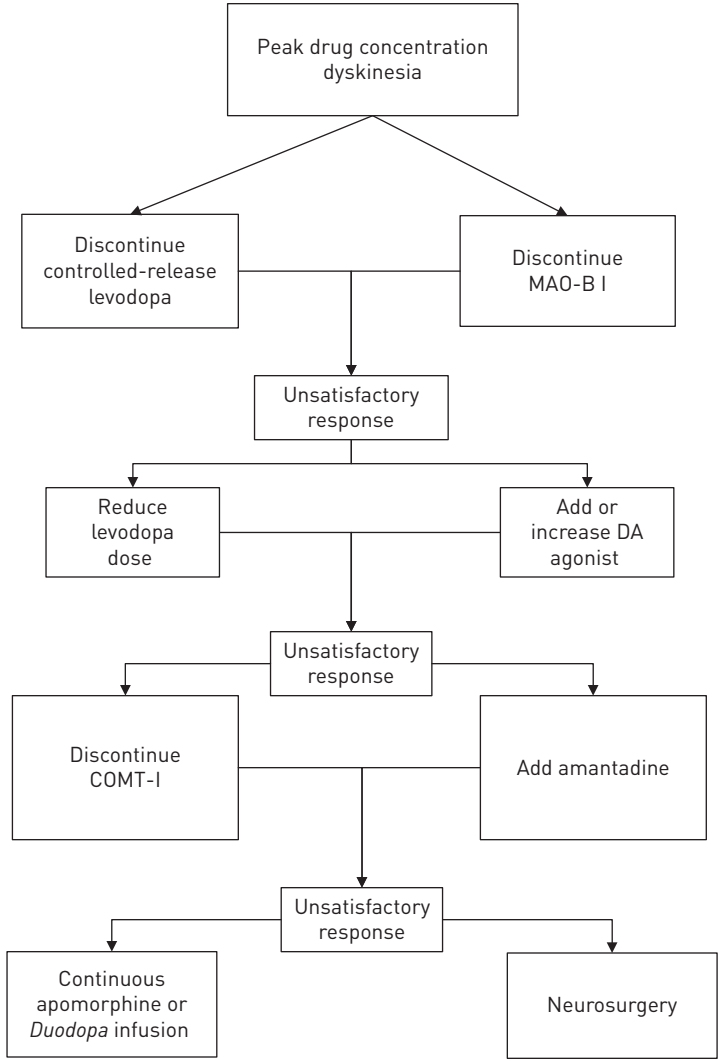 Peak drug concentration
dyskinesia
Discontinue
controlled-release
levodopa
Discontinue
MAO-B I
Unsatisfactory
response
Reduce
levodopa
dose
Add or
increase DA
agonist
Unsatisfactory
response
Discontinue
COMT-I
Add amantadine
Unsatisfactory
response
Continuous
apomorphine or
Duodopa infusion
Neurosurgery